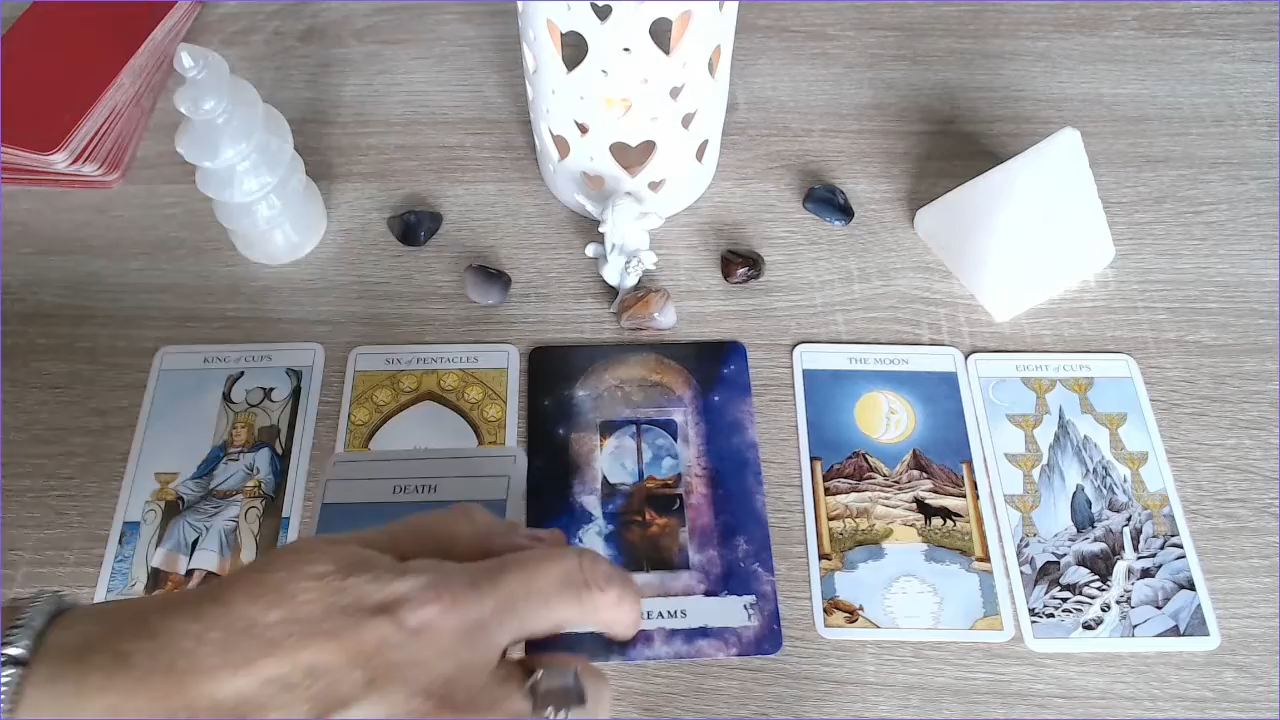 KING of CUPS
SIX of PENTACLES
DEATH
THE MOON
EIGHT of CUPS